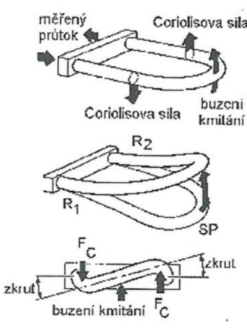 měřený
průtok
Coriolisova síla
Coriolisova síla
buzení
kmitání
R2
R1
SP
FC
zkrut
zkrut
buzení kmitání
FC